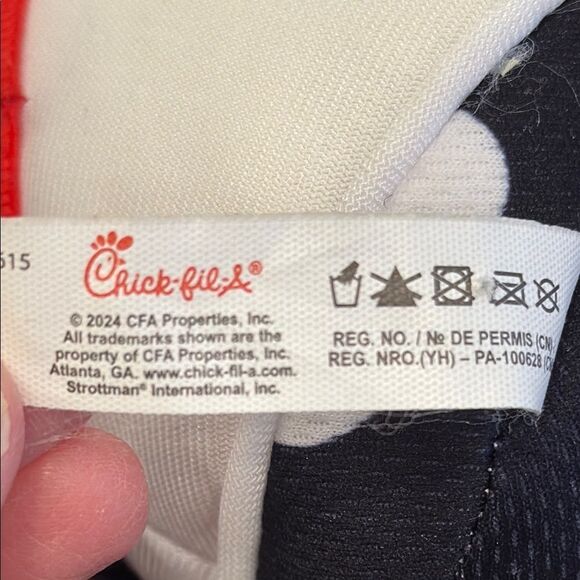 615
Chick-fil-A®
© 2024 CFA Properties, Inc.
All trademarks shown are the
property of CFA Properties, Inc.
Atlanta, GA. www.chick-fil-a.com.
Strottman® International, Inc.
REG. NO. / № DE PERMIS (CN) -
REG. NRO.(YH) – PA-100628